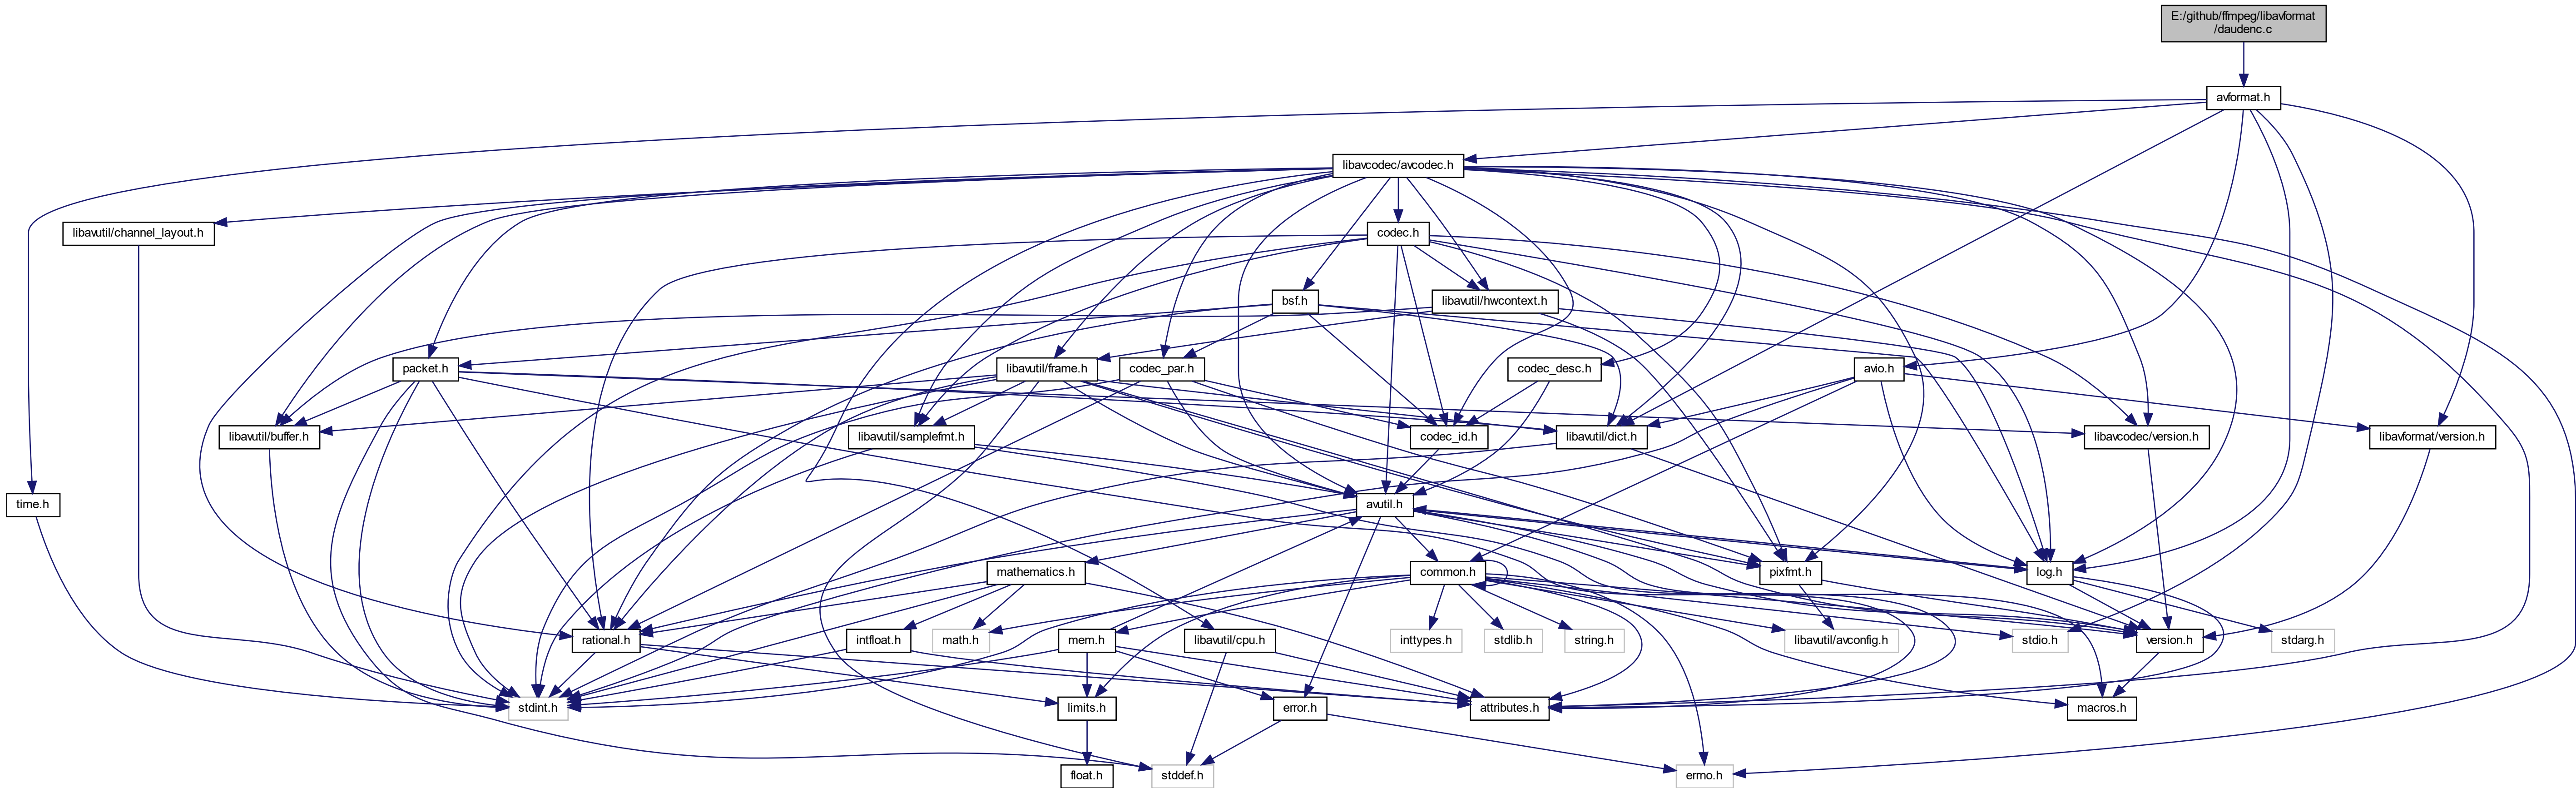 E:/github/ffmpeg/libavformat
/daudenc.c
avformat.h
libavcodec/avcodec.h
libavutil/channel_layout.h
codec.h
bsf.h
libavutil/hwcontext.h
packet.h
libavutil/frame.h
codec_par.h
codec_desc.h
avio.h
libavutil/buffer.h
libavutil/samplefmt.h
codec_id.h
libavutil/dict.h
libavcodec/version.h
libavformat/version.h
time.h
avutil.h
mathematics.h
common.h
pixfmt.h
log.h
rational.h
intfloat.h
math.h
mem.h
libavutil/cpu.h
inttypes.h
stdlib.h
string.h
libavutil/avconfig.h
stdio.h
version.h
stdarg.h
stdint.h
limits.h
error.h
attributes.h
macros.h
float.h
stddef.h
errno.h